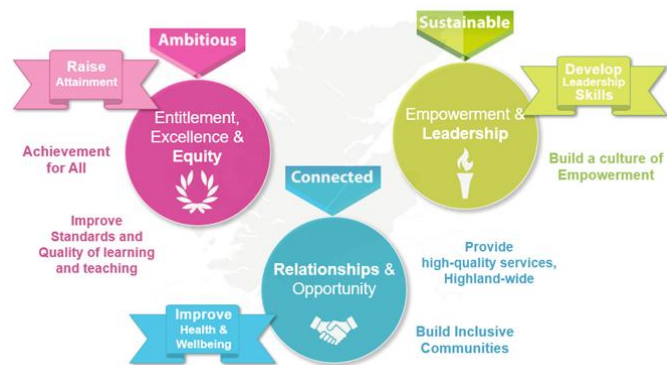 Ambitious
Raise
Attainment
Entitlement,
Excellence &
Equity
Achievement
for All
Improve
Standards and
Quality of learning
and teaching
Sustainable
Develop
Leadership
Skills
Empowerment &
Leadership
Build a culture of
Empowerment
Connected
Relationships &
Opportunity
Improve
Health &
Wellbeing
Provide
high-quality services,
Highland-wide
Build Inclusive
Communities